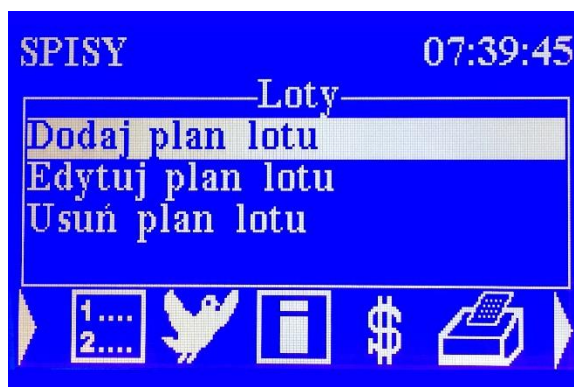 SPISY 07:39:45
Loty
Dodaj plan lotu
Edytuj plan lotu
Usuń plan lotu
1....
2....
$